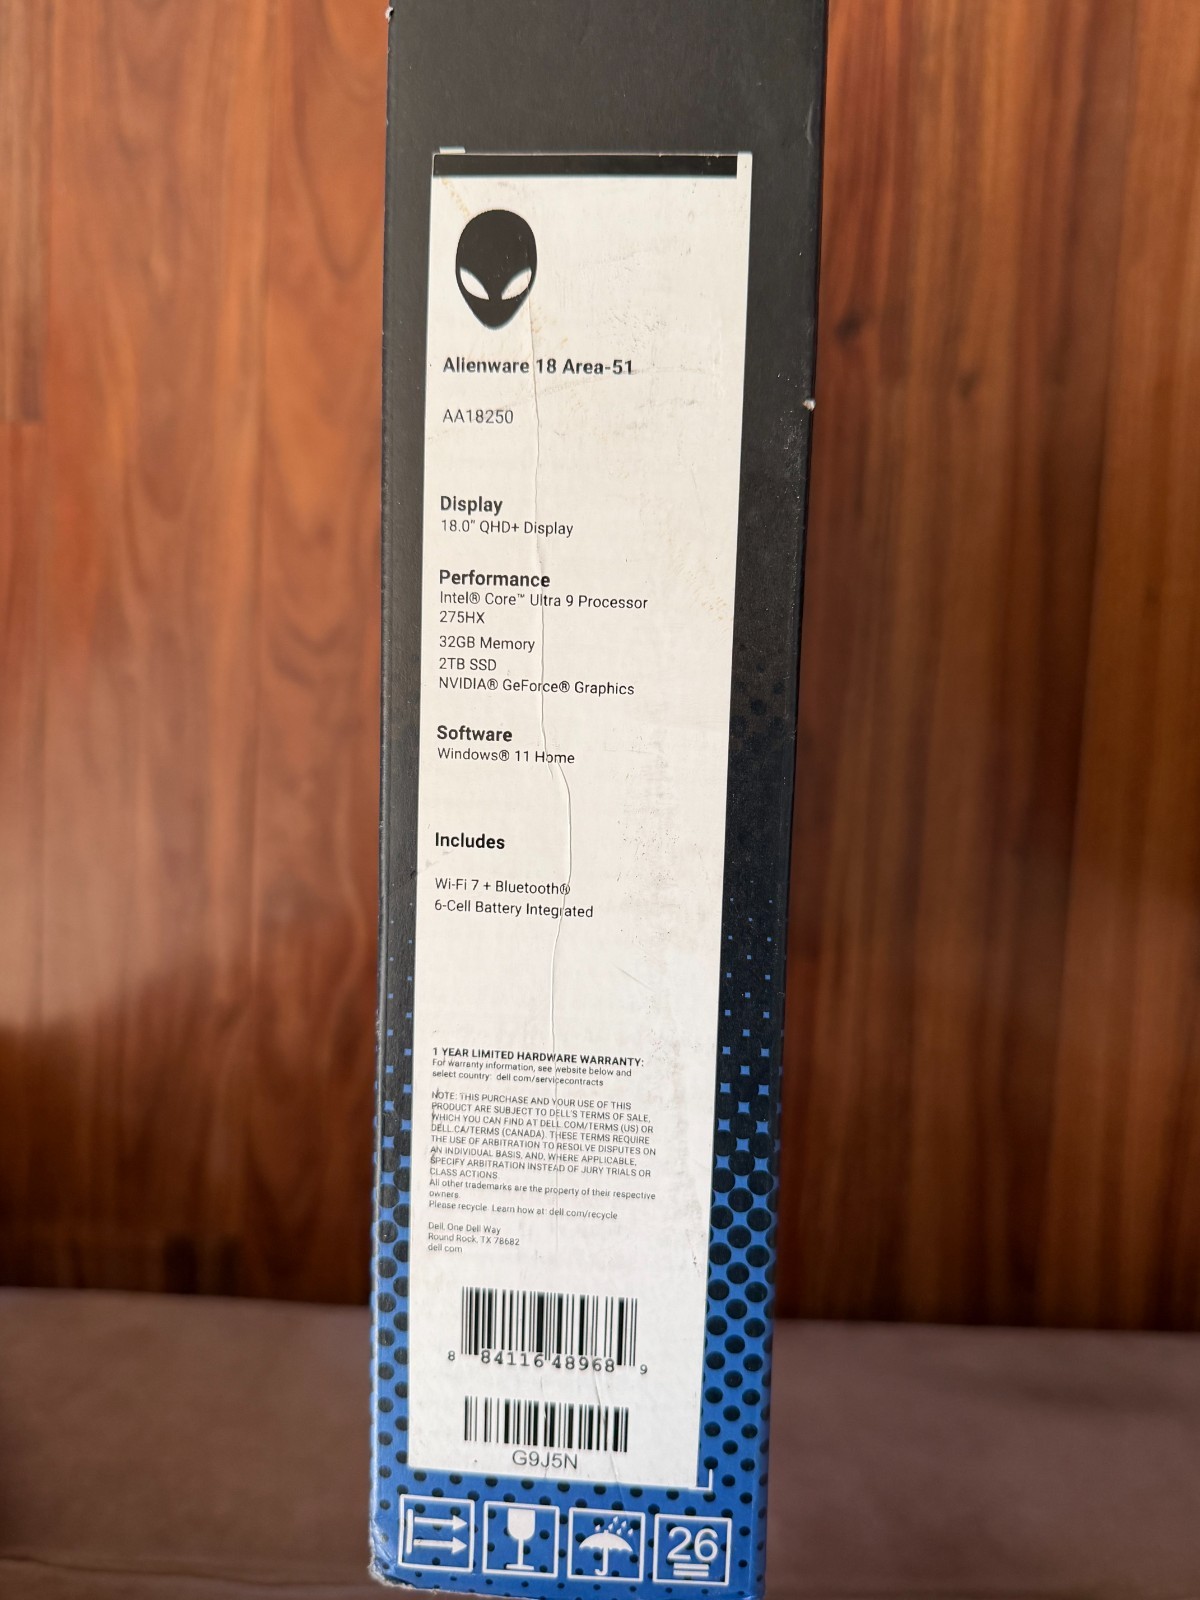 Alienware 18 Area-51
AA18250
Display
18.0" QHD+ Display
Performance
Intel® Core™ Ultra 9 Processor
275HX
32GB Memory
2TB SSD
NVIDIA® GeForce® Graphics
Software
Windows® 11 Home
Includes
Wi-Fi 7 + Bluetooth®
6-Cell Battery Integrated
1 YEAR LIMITED HARDWARE WARRANTY:
For warranty information, see website below and
select country: dell.com/servicecontracts
NOTE: THIS PURCHASE AND YOUR USE OF THIS
PRODUCT ARE SUBJECT TO DELL'S TERMS OF SALE,
WHICH YOU CAN FIND AT DELL.COM/TERMS (US) OR
DELL.CA/TERMS (CANADA). THESE TERMS REQUIRE
THE USE OF ARBITRATION TO RESOLVE DISPUTES ON
AN INDIVIDUAL BASIS, AND, WHERE APPLICABLE,
SPECIFY ARBITRATION INSTEAD OF JURY TRIALS OR
CLASS ACTIONS.
All other trademarks are the property of their respective
owners.
Please recycle. Learn how at: dell.com/recycle
Dell, One Dell Way
Round Rock, TX 78682
dell.com
8 84116 48968 9
G9J5N
26